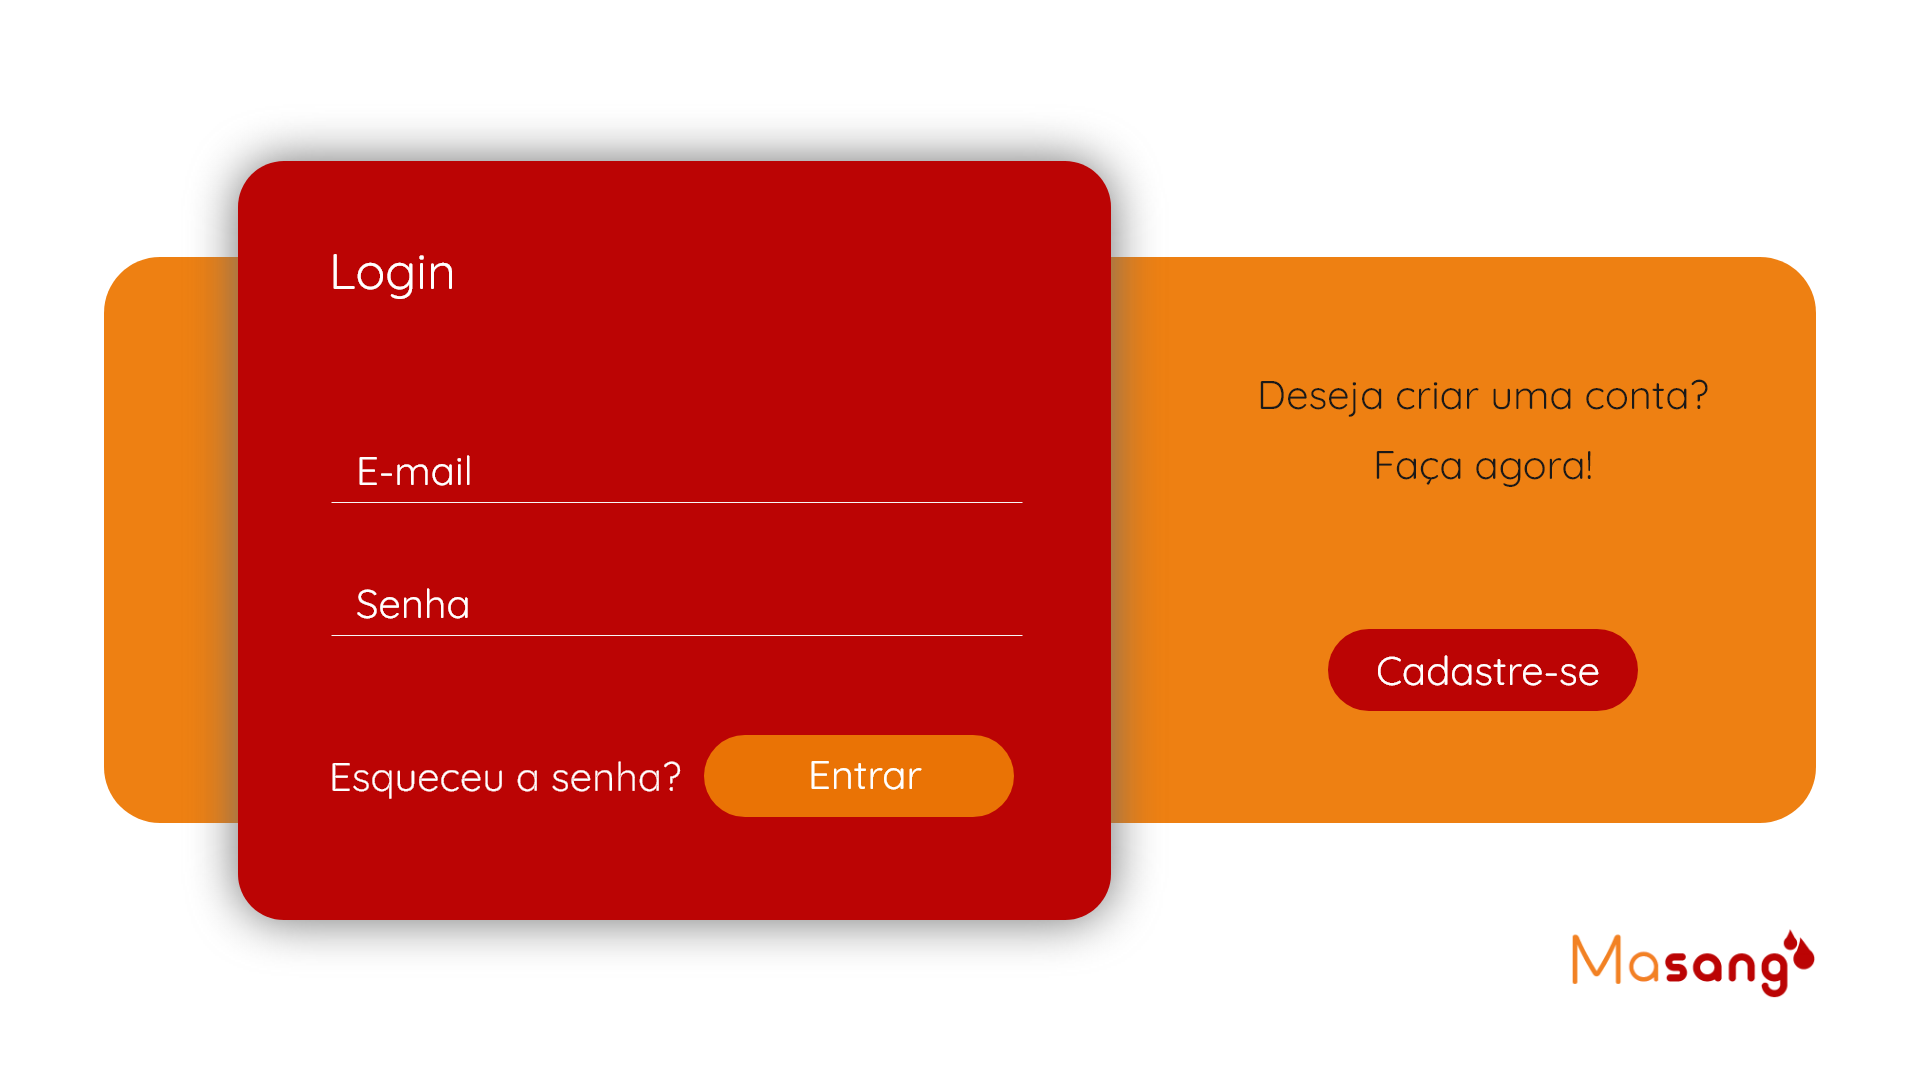 Login
E-mail
Senha
Esqueceu a senha?
Entrar
Deseja criar uma conta?
Faça agora!
Cadastre-se
Masang